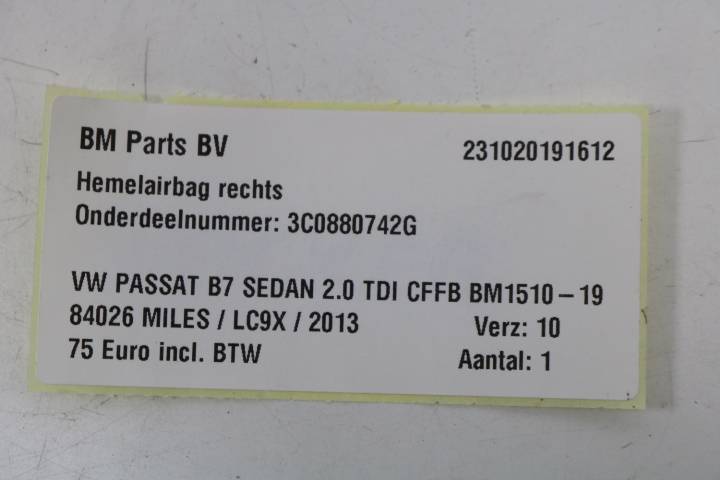 BM Parts BV 231020191612
Hemelairbag rechts
Onderdeelnummer: 3C0880742G
VW PASSAT B7 SEDAN 2.0 TDI CFFB BM1510-19
84026 MILES / LC9X / 2013 Verz: 10
75 Euro incl. BTW Aantal: 1